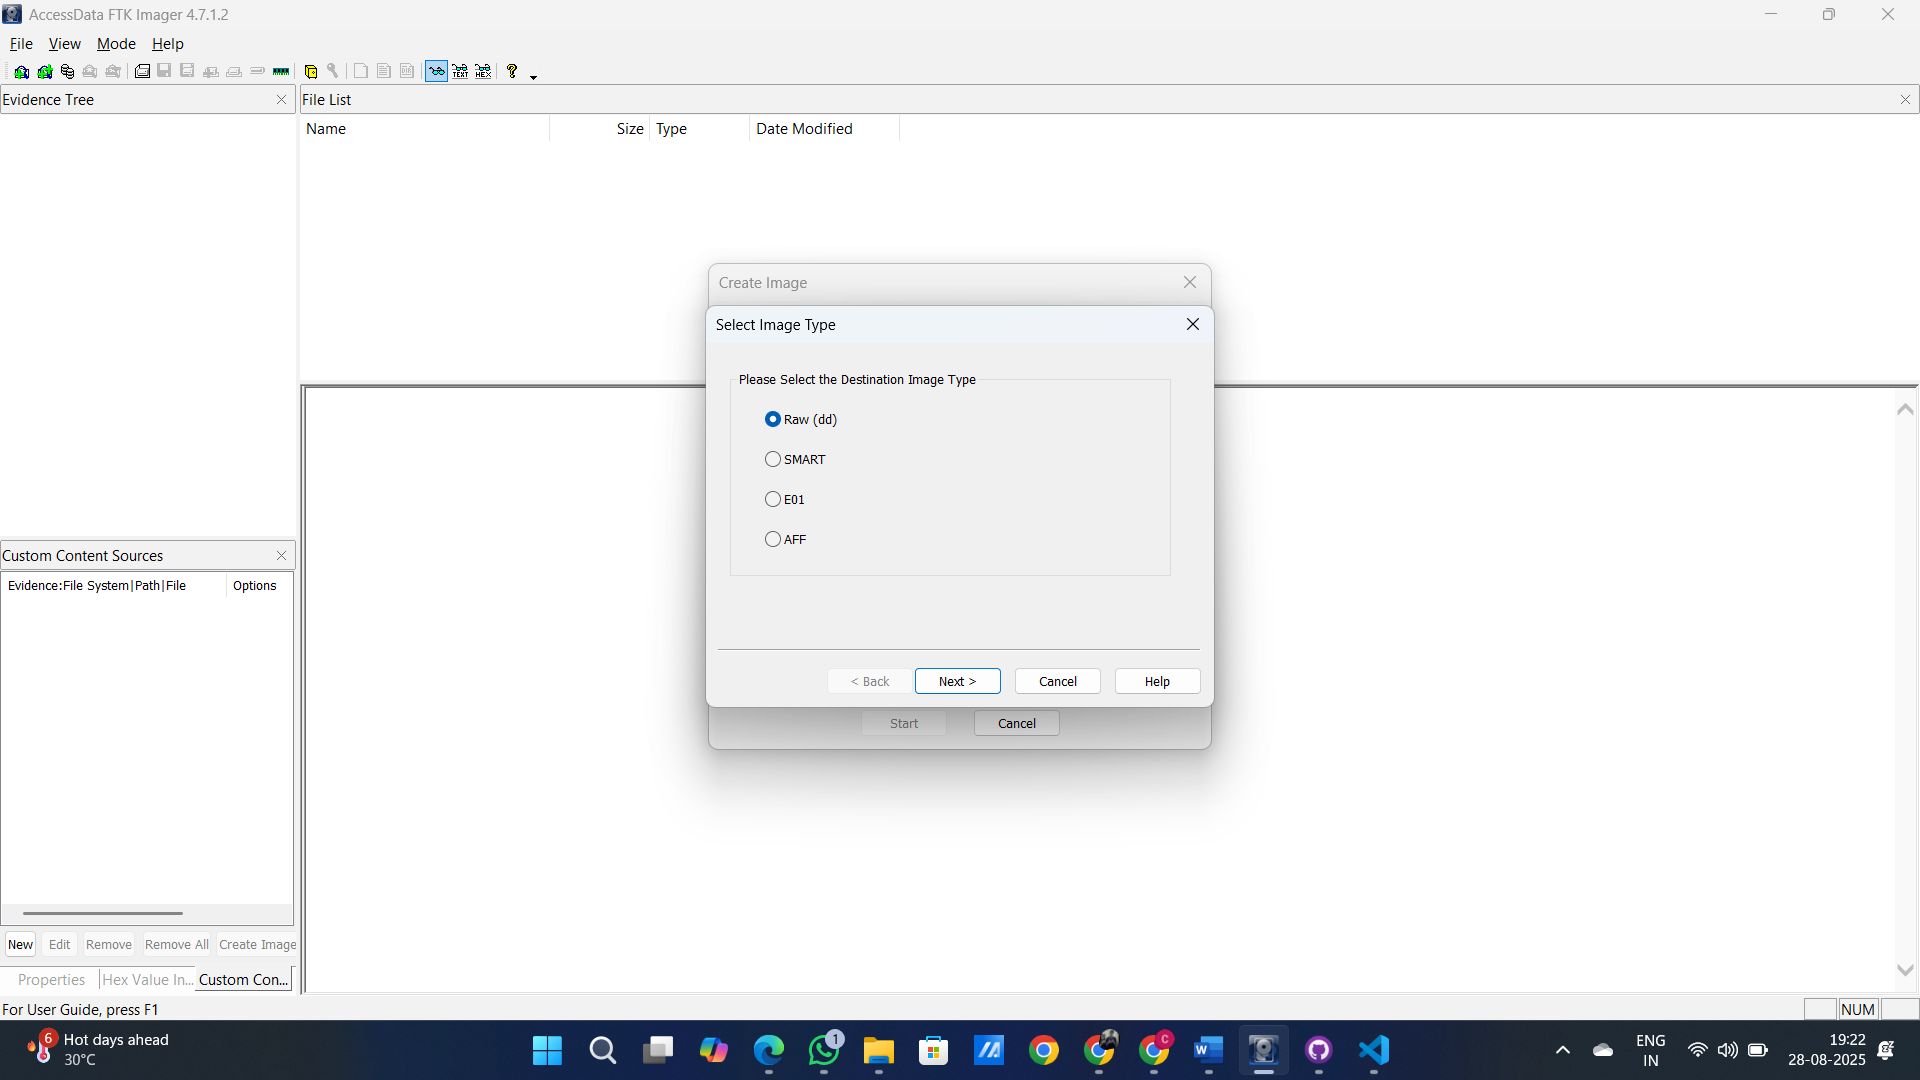 AccessData FTK Imager 4.7.1.2
File View Mode Help
Evidence Tree
File List
Name Size Type Date Modified
Create Image
Select Image Type
Please Select the Destination Image Type
Raw (dd)
SMART
E01
AFF
< Back Next > Cancel Help
Start Cancel
Custom Content Sources
Evidence:File System|Path|File Options
New Edit Remove Remove All Create Image
Properties Hex Value In... Custom Con...
For User Guide, press F1
NUM
6
Hot days ahead
30°C
1
C
ENG
IN
19:22
28-08-2025